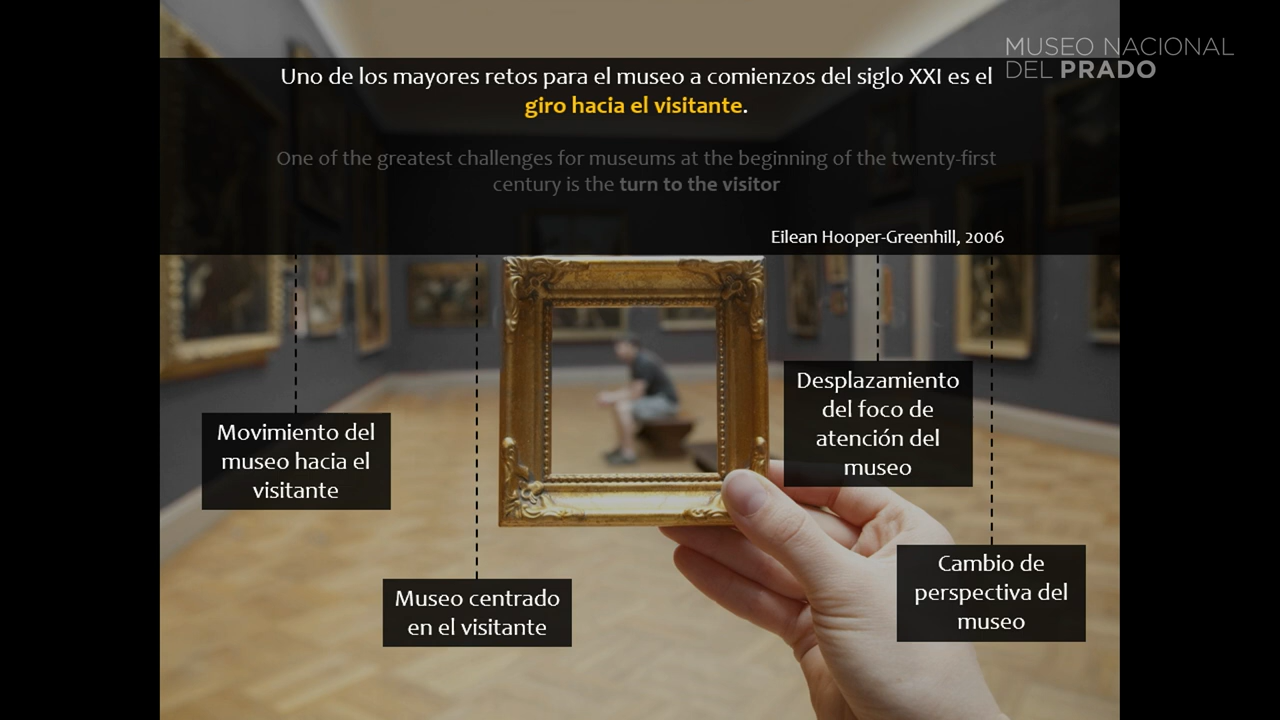 MUSEO NACIONAL
DEL PRADO
Uno de los mayores retos para el museo a comienzos del siglo XXI es el
giro hacia el visitante.
One of the greatest challenges for museums at the beginning of the twenty-first
century is the turn to the visitor
Eilean Hooper-Greenhill, 2006
Movimiento del
museo hacia el
visitante
Museo centrado
en el visitante
Desplazamiento
del foco de
atención del
museo
Cambio de
perspectiva del
museo